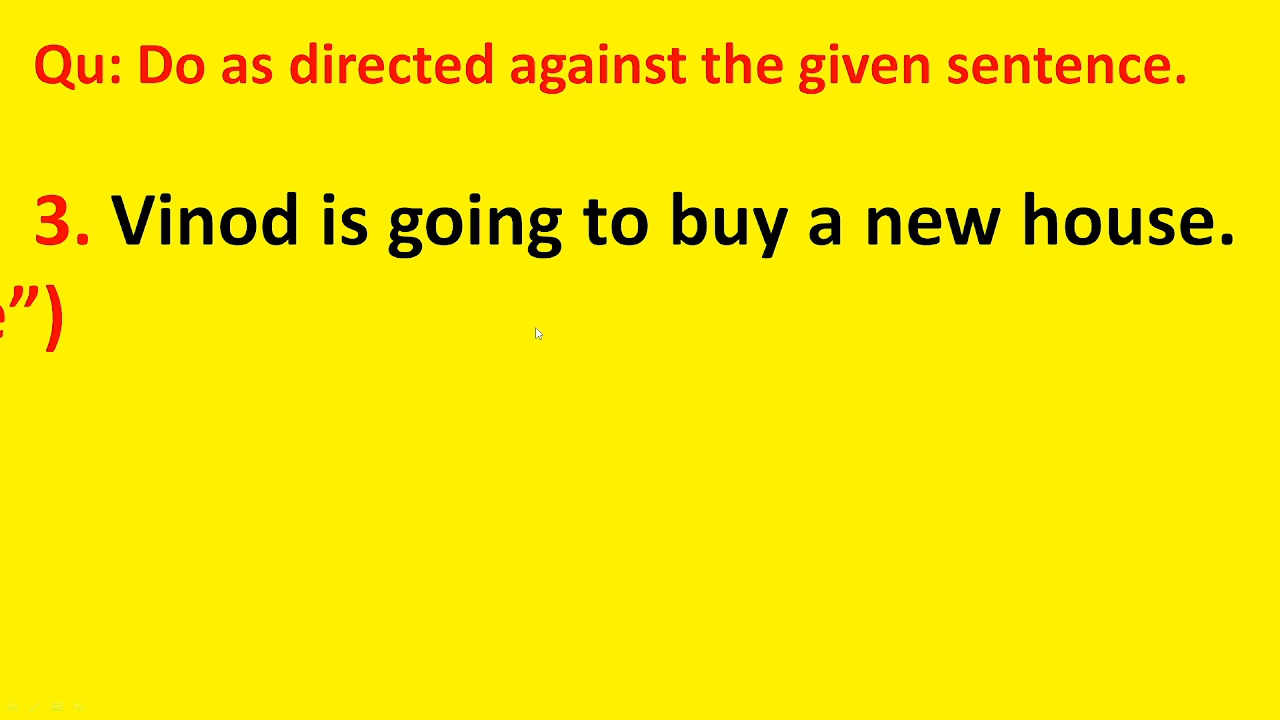 Qu: Do as directed against the given sentence.
3. Vinod is going to buy a new house.
e”)